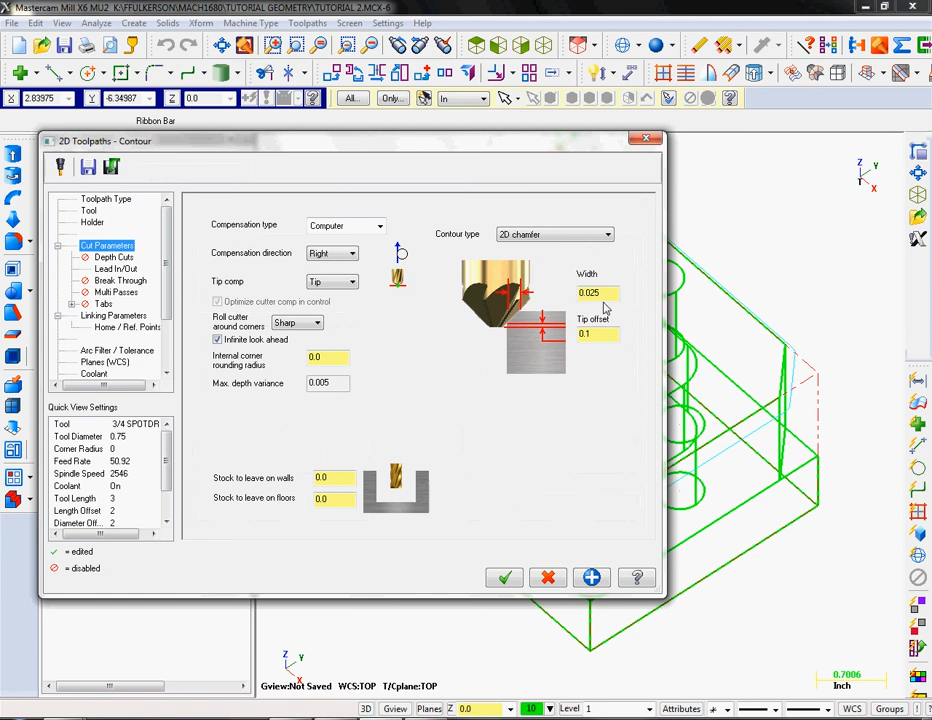 Mastercam Mill X6 MU2 K:\FFULKERSON\MACH1680\TUTORIAL GEOMETRY\TUTORIAL 2.MCX-6
File Edit View Analyze Create Solids Xform Machine Type Toolpaths Screen Settings Help
X 2.83975 Y -6.34987 Z 0.0 All... Only... In
Ribbon Bar
2D Toolpaths - Contour
Toolpath Type
Tool
Holder
Cut Parameters
Depth Cuts
Lead In/Out
Break Through
Multi Passes
Tabs
Linking Parameters
Home / Ref. Points
Arc Filter / Tolerance
Planes (WCS)
Coolant
Quick View Settings
Tool 3/4 SPOTDR
Tool Diameter 0.75
Corner Radius 0
Feed Rate 50.92
Spindle Speed 2546
Coolant On
Tool Length 3
Length Offset 2
Diameter Off... 2
= edited
= disabled
Compensation type Computer
Compensation direction Right
Tip comp Tip
Optimize cutter comp in control
Roll cutter
around corners Sharp
Infinite look ahead
Internal corner
rounding radius 0.0
Max. depth variance 0.005
Stock to leave on walls 0.0
Stock to leave on floors 0.0
Contour type 2D chamfer
Width
0.025
Tip offset
0.1
Z Y
T X
Z Y
X
Gview:Not Saved WCS:TOP T/Cplane:TOP
0.7006
Inch
3D Gview Planes Z 0.0 10 Level 1 Attributes * WCS Groups ?